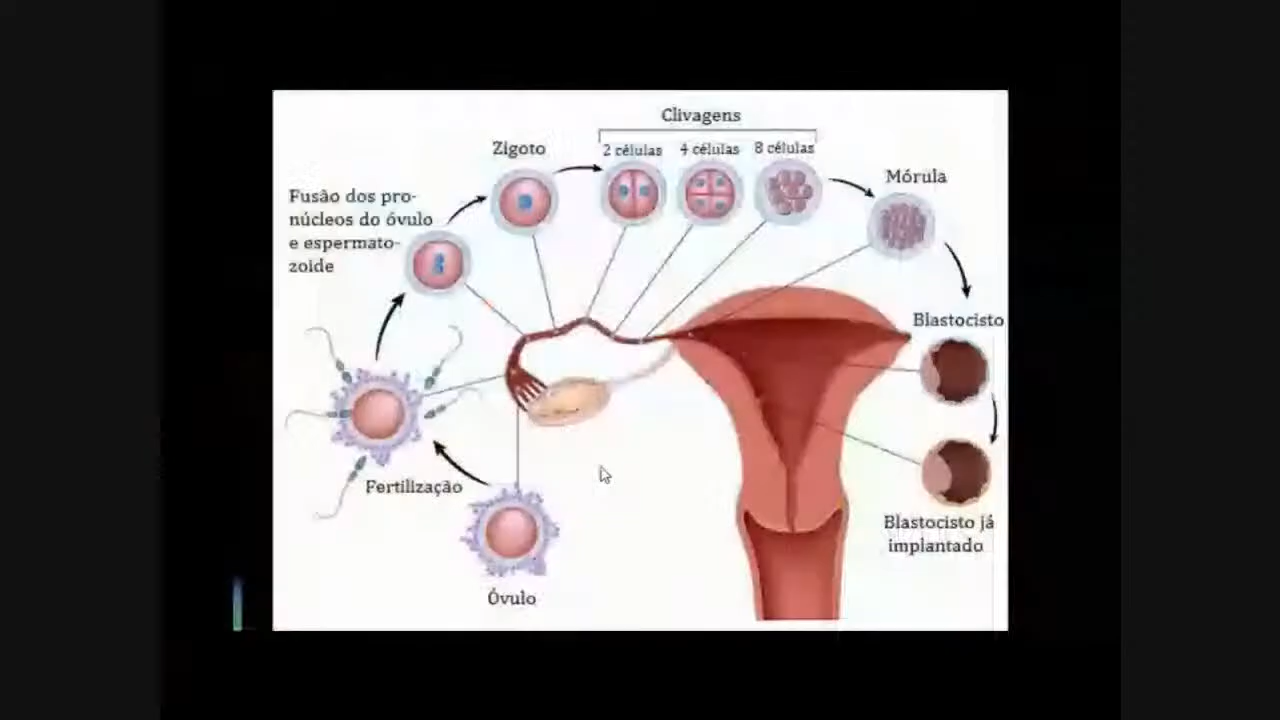 Clivagens
Zigoto
2 células
4 células
8 células
Mórula
Fusão dos pro-
núcleos do óvulo
e espermato-
zoide
Blastocisto
Fertilização
Blastocisto já
implantado
Óvulo